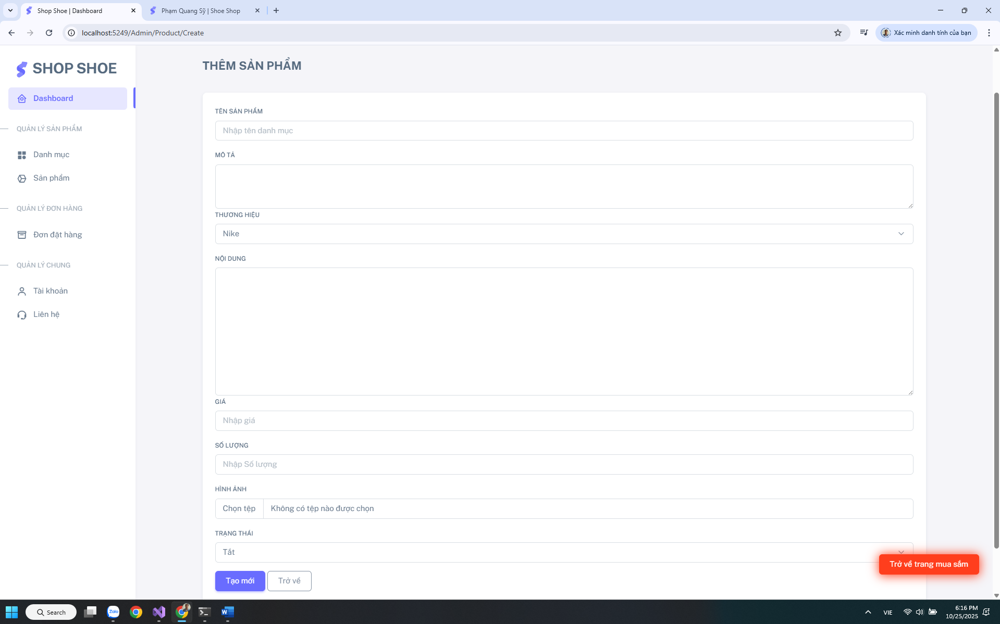 Shop Shoe | Dashboard
Phạm Quang Sỹ | Shoe Shop
localhost:5249/Admin/Product/Create
Xác minh danh tính của bạn
SHOP SHOE
Dashboard
QUẢN LÝ SẢN PHẨM
Danh mục
Sản phẩm
QUẢN LÝ ĐƠN HÀNG
Đơn đặt hàng
QUẢN LÝ CHUNG
Tài khoản
Liên hệ
THÊM SẢN PHẨM
TÊN SẢN PHẨM
Nhập tên danh mục
MÔ TẢ
THƯƠNG HIỆU
Nike
NỘI DUNG
GIÁ
Nhập giá
SỐ LƯỢNG
Nhập Số lượng
HÌNH ẢNH
Chọn tệp Không có tệp nào được chọn
TRẠNG THÁI
Tắt
Trở về trang mua sắm
Tạo mới Trở về
Search
Zalo
VIE
6:16 PM
10/25/2025